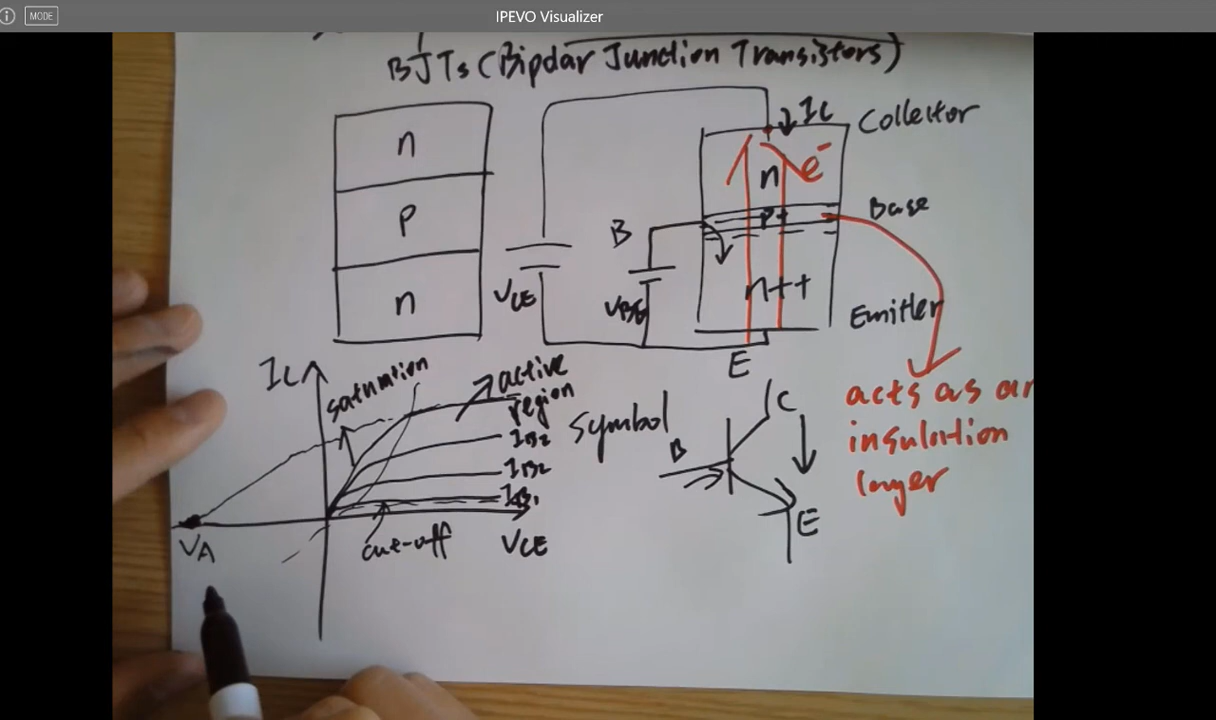 MODE
IPEVO Visualizer
BJTs (Bipolar Junction Transistors)
n
p
n
VCE
B
VBE
IC
Collector
n
e-
p+
Base
n++
Emitter
E
acts as an
insulation
layer
IC
saturation
active
region
IB2
IB2
IB1
cut-off
VCE
VA
Symbol
B
C
E